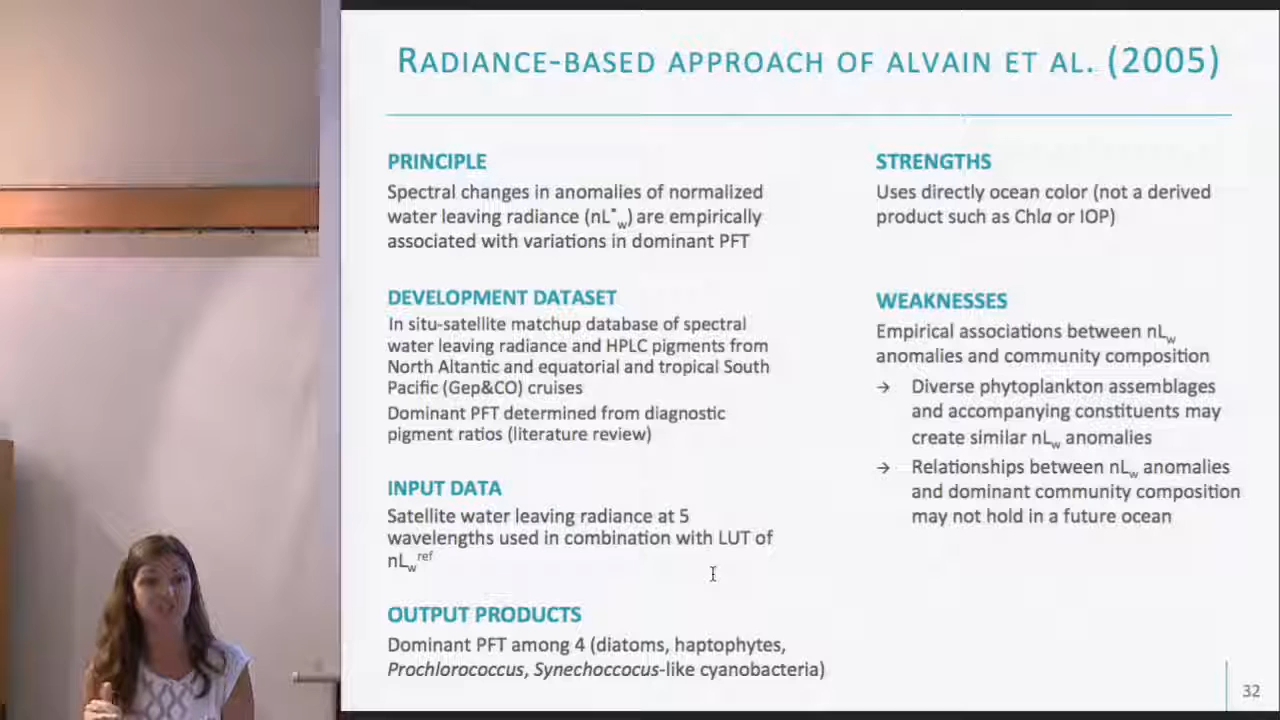 RADIANCE-BASED APPROACH OF ALVAIN ET AL. (2005)
PRINCIPLE
Spectral changes in anomalies of normalized
water leaving radiance (nL*w) are empirically
associated with variations in dominant PFT
DEVELOPMENT DATASET
In situ-satellite matchup database of spectral
water leaving radiance and HPLC pigments from
North Altantic and equatorial and tropical South
Pacific (Gep&CO) cruises
Dominant PFT determined from diagnostic
pigment ratios (literature review)
INPUT DATA
Satellite water leaving radiance at 5
wavelengths used in combination with LUT of
nLw ref
OUTPUT PRODUCTS
Dominant PFT among 4 (diatoms, haptophytes,
Prochlorococcus, Synechoccocus-like cyanobacteria)
STRENGTHS
Uses directly ocean color (not a derived
product such as Chla or IOP)
WEAKNESSES
Empirical associations between nLw
anomalies and community composition
→ Diverse phytoplankton assemblages
and accompanying constituents may
create similar nLw anomalies
→ Relationships between nLw anomalies
and dominant community composition
may not hold in a future ocean
32